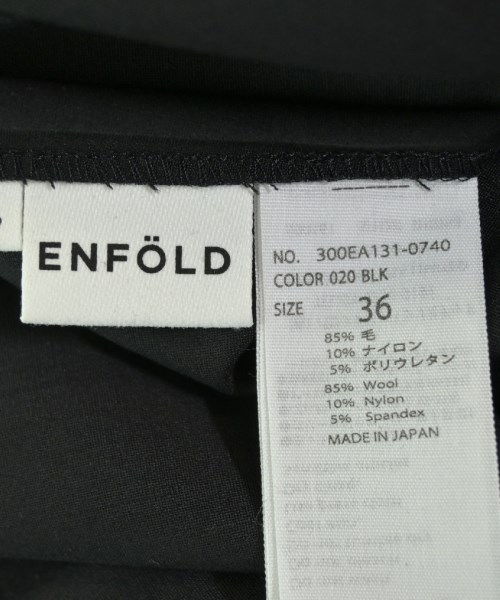 ENFÖLD
NO. 300EA131-0740
COLOR 020 BLK
SIZE 36
85% 毛
10% ナイロン
5% ポリウレタン
85% Wool
10% Nylon
5% Spandex
MADE IN JAPAN